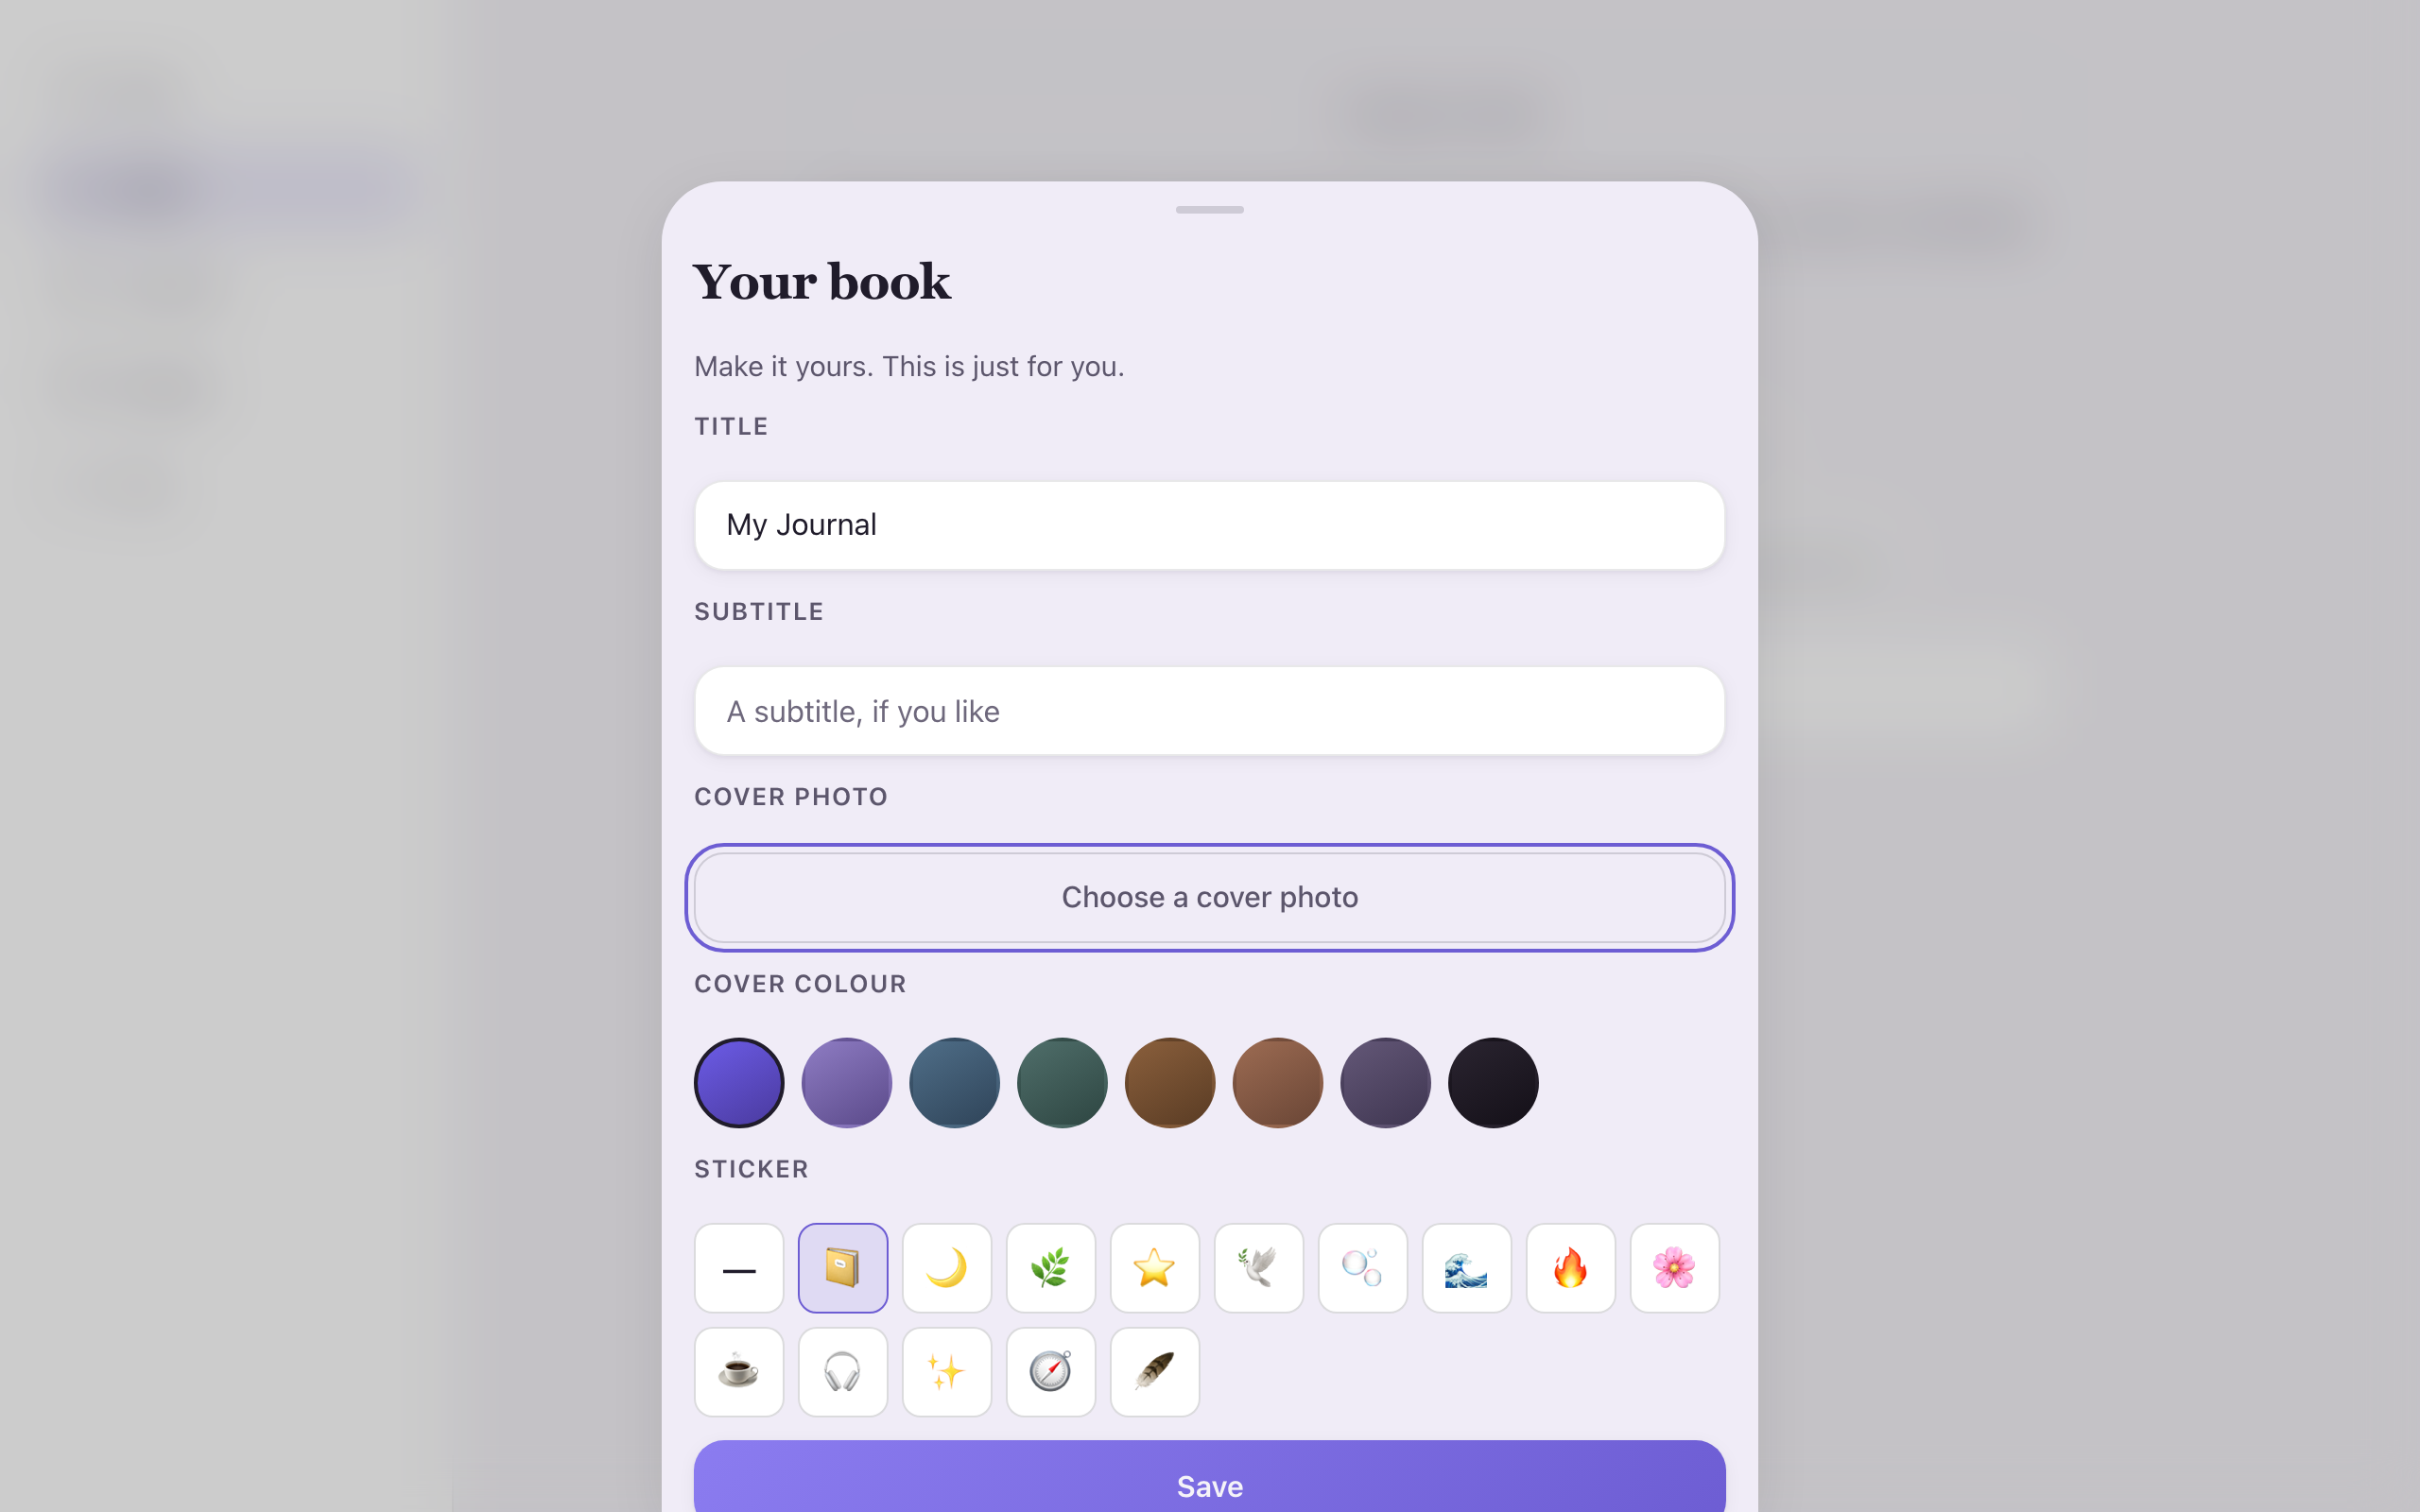 Your book
Make it yours. This is just for you.
TITLE
My Journal
SUBTITLE
A subtitle, if you like
COVER PHOTO
Choose a cover photo
COVER COLOUR
STICKER
Save